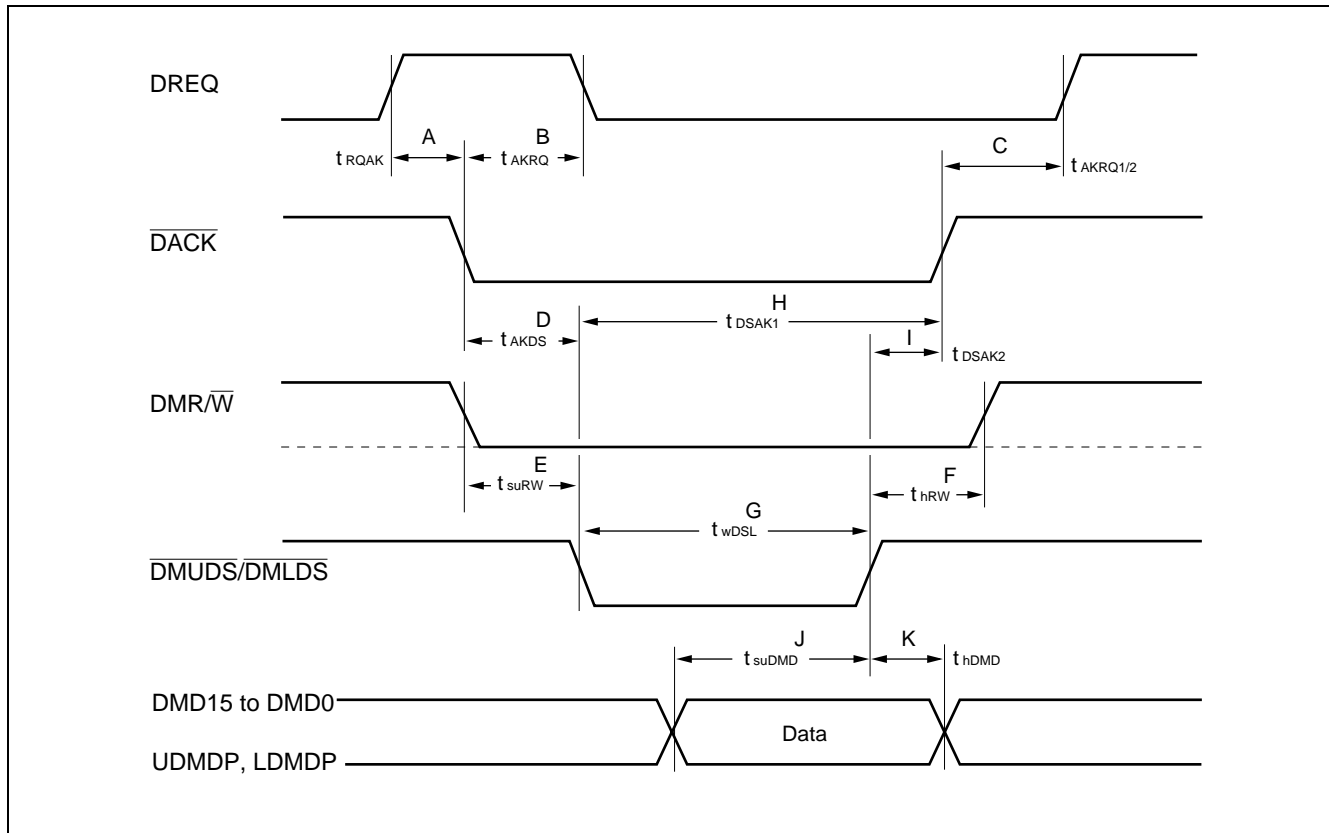 DREQ
A
B
t RQAK
t AKRQ
C
t AKRQ1/2
DACK
D
t AKDS
H
t DSAK1
I
t DSAK2
DMR/W
E
t suRW
F
t hRW
G
t wDSL
DMUDS/DMLDS
J
t suDMD
K
t hDMD
DMD15 to DMD0
Data
UDMDP, LDMDP